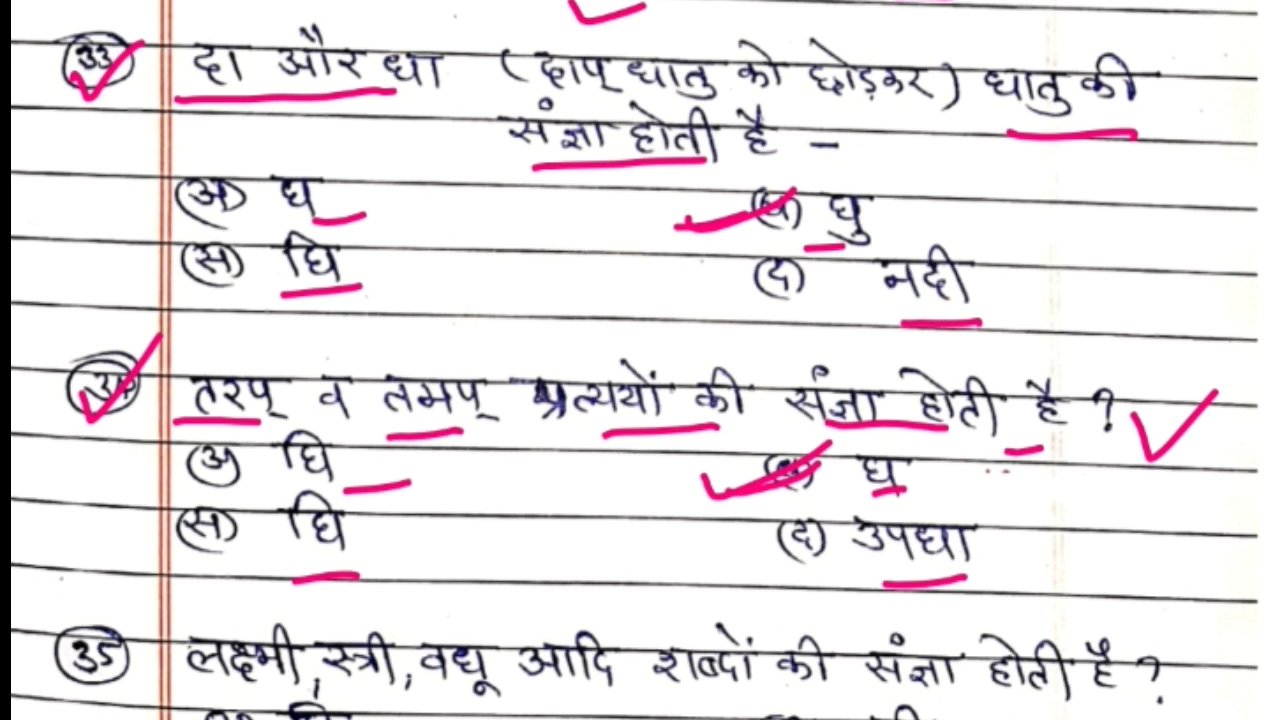 33 दा और धा (दाप् धातु को छोड़कर) धातु की
संज्ञा होती है -
(अ) घ (ब) घु
(स) घि (द) नदी
34 तरप् व तमप् प्रत्ययों की संज्ञा होती है ?
(अ) घि (ब) घ
(स) घि (द) उपधा
35 लक्ष्मी, स्त्री, वधू आदि शब्दों की संज्ञा होती है ?